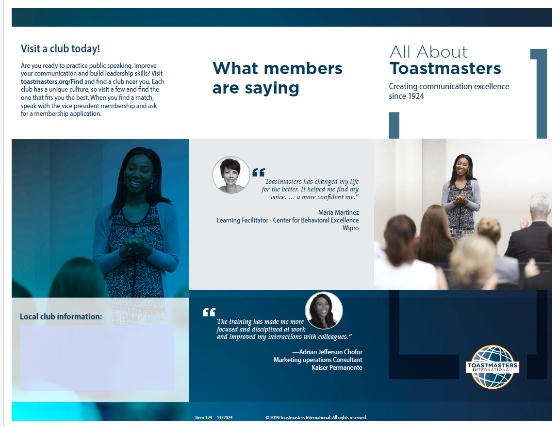 Visit a club today!
Are you ready to practice public speaking, improve
your communication and build leadership skills? Visit
toastmasters.org/Find and find a club near you. Each
club has a unique culture, so visit a few and find the
one that fits you the best. When you find a match,
speak with the vice president membership and ask
for a membership application.
Local club information:
What members
are saying
“
"Toastmasters has changed my life
for the better. It helped me find my
voice. … a more confident me."
Maria Martinez
Learning Facilitator - Center for Behavioral Excellence
Wipro
“
The training has made me more
focused and disciplined at work
and improved my interactions with colleagues."
—Adrian Jefferson Chofor
Marketing operations Consultant
Kaiser Permanente
Item 124 11/2024
© 2019 Toastmasters International. All rights reserved.
All About
Toastmasters
Creating communication excellence
since 1924
TOASTMASTERS
INTERNATIONAL